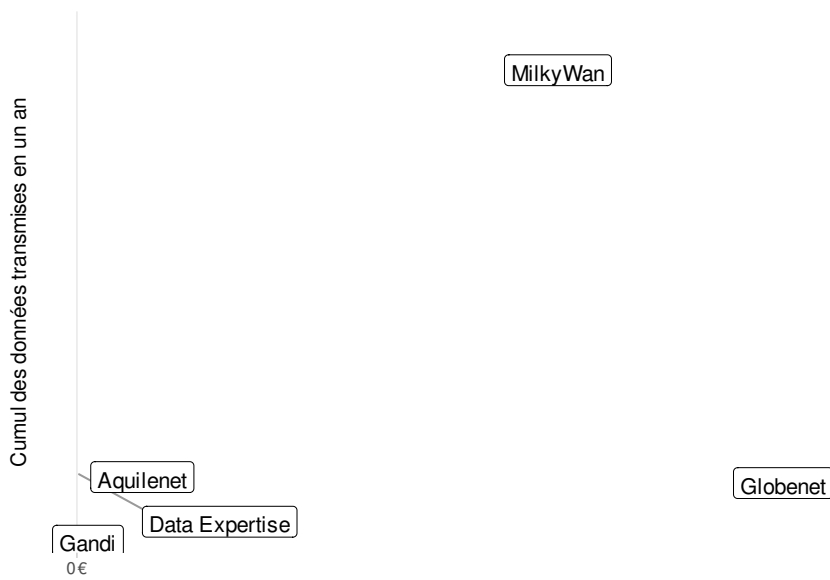 MilkyWan
Cumul des données transmises en un an
Aquilenet
Globenet
Data Expertise
Gandi
0 €